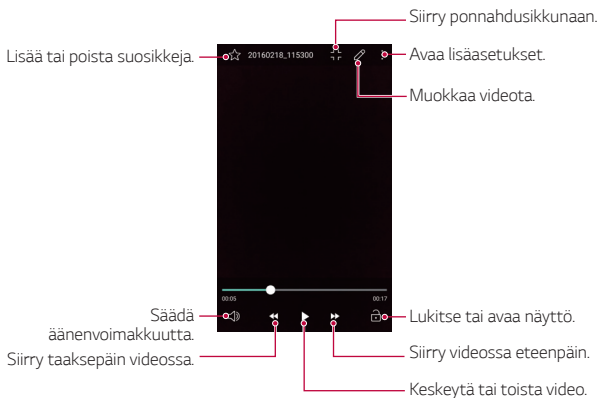 Siirry ponnahdusikkunaan.
Lisää tai poista suosikkeja.
20160218_115300
Avaa lisäasetukset.
Muokkaa videota.
00:05
00:17
Säädä
äänenvoimakkuutta.
Lukitse tai avaa näyttö.
Siirry taaksepäin videossa.
Siirry videossa eteenpäin.
Keskeytä tai toista video.